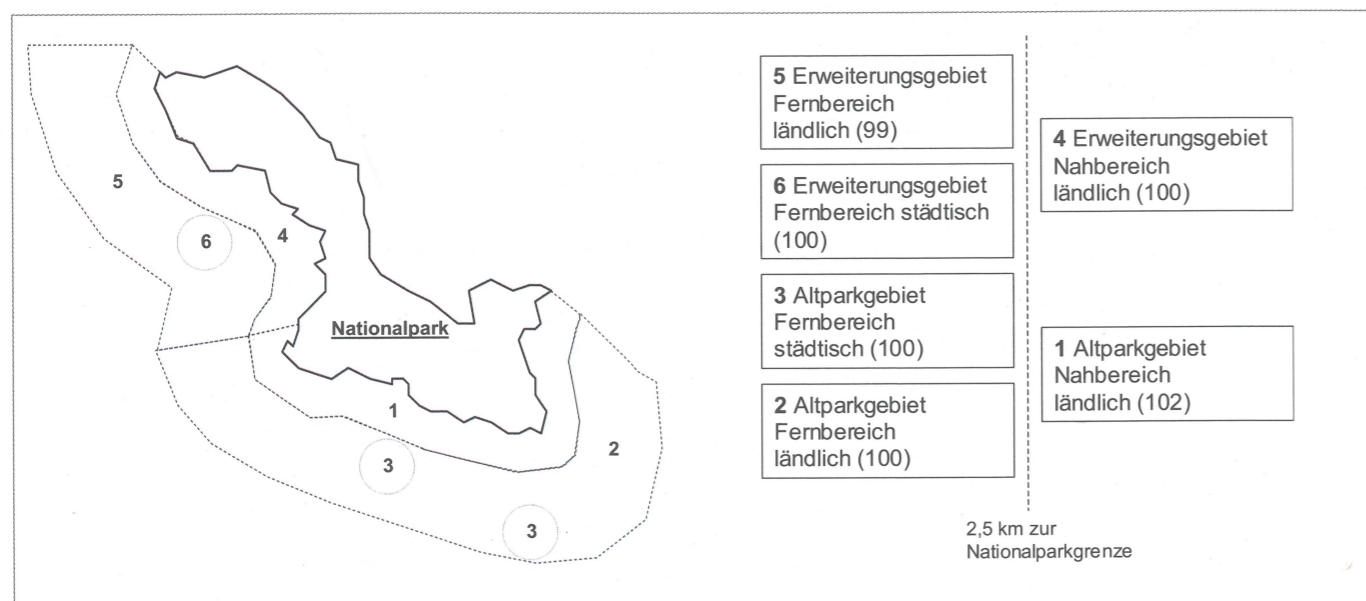 5
6
4
Nationalpark
1
2
3
3
5 Erweiterungsgebiet
Fernbereich
ländlich (99)
6 Erweiterungsgebiet
Fernbereich städtisch
(100)
3 Altparkgebiet
Fernbereich
städtisch (100)
2 Altparkgebiet
Fernbereich
ländlich (100)
4 Erweiterungsgebiet
Nahbereich
ländlich (100)
1 Altparkgebiet
Nahbereich
ländlich (102)
2,5 km zur
Nationalparkgrenze